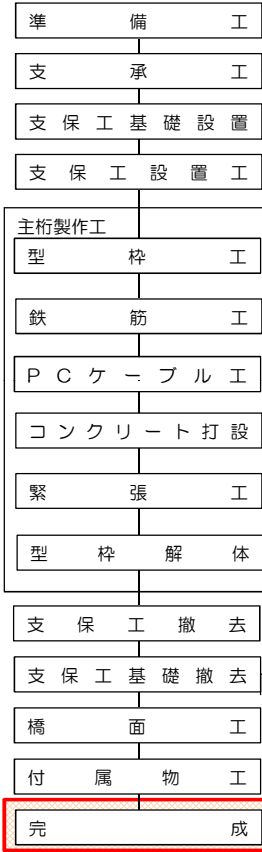 準備工
支承工
支保工基礎設置
支保工設置工
主桁製作工
型枠工
鉄筋工
PCケーブル工
コンクリート打設
緊張工
型枠解体
支保工撤去
支保工基礎撤去
橋面工
付属物工
完成